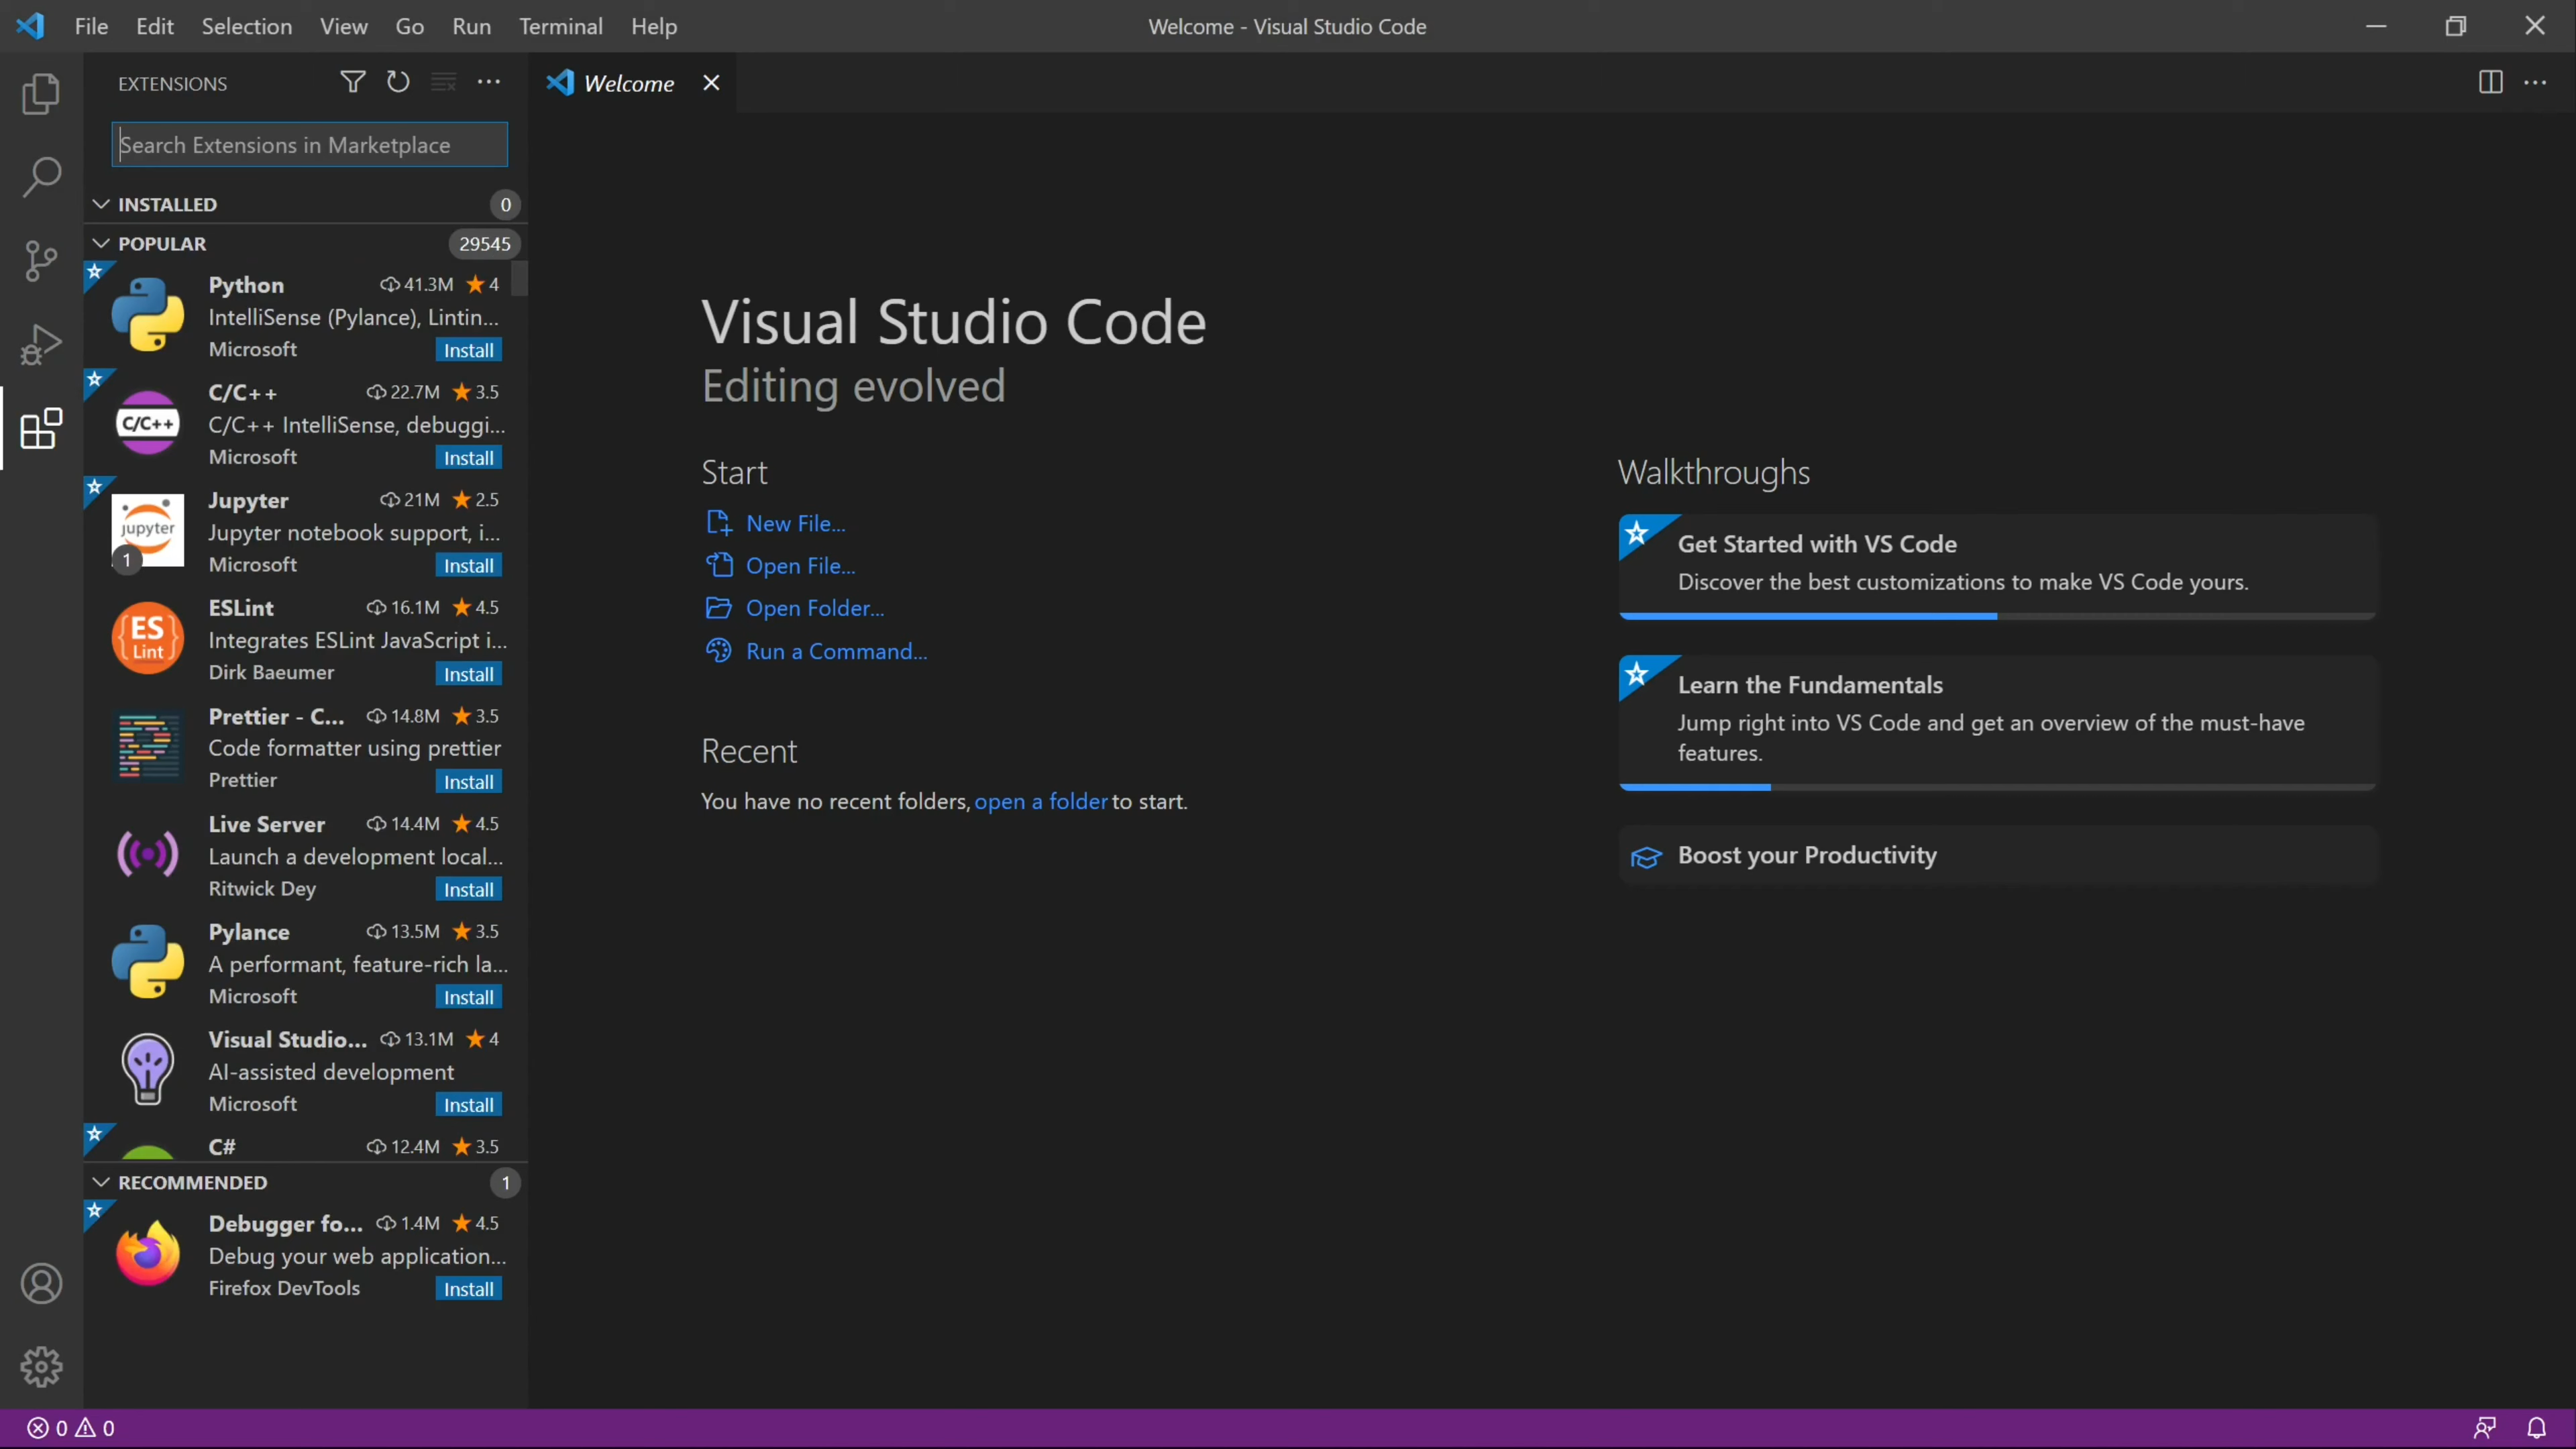 File Edit Selection View Go Run Terminal Help
Welcome - Visual Studio Code
EXTENSIONS
Welcome
Search Extensions in Marketplace
INSTALLED 0
POPULAR 29545
Python 41.3M 4
IntelliSense (Pylance), Lintin...
Microsoft Install
C/C++ 22.7M 3.5
C/C++
C/C++ IntelliSense, debuggi...
Microsoft Install
Jupyter 21M 2.5
jupyter
Jupyter notebook support, i...
1
Microsoft Install
ESLint 16.1M 4.5
ES
Lint
Integrates ESLint JavaScript i...
Dirk Baeumer Install
Prettier - C... 14.8M 3.5
Code formatter using prettier
Prettier Install
Live Server 14.4M 4.5
Launch a development local...
Ritwick Dey Install
Pylance 13.5M 3.5
A performant, feature-rich la...
Microsoft Install
Visual Studio... 13.1M 4
AI-assisted development
Microsoft Install
C# 12.4M 3.5
RECOMMENDED 1
Debugger fo... 1.4M 4.5
Debug your web application...
Firefox DevTools Install
Visual Studio Code
Editing evolved
Start
New File...
Open File...
Open Folder...
Run a Command...
Recent
You have no recent folders, open a folder to start.
Walkthroughs
Get Started with VS Code
Discover the best customizations to make VS Code yours.
Learn the Fundamentals
Jump right into VS Code and get an overview of the must-have
features.
Boost your Productivity
0 0